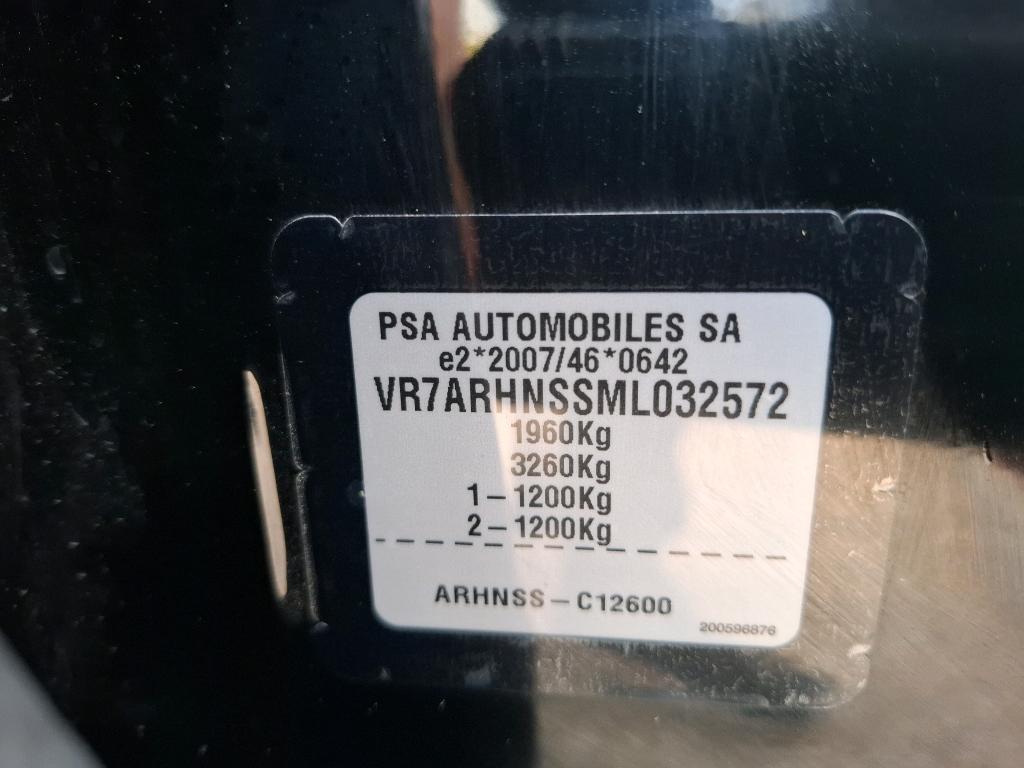 PSA AUTOMOBILES SA
e2*2007/46*0642
VR7ARHNSSML032572
1960Kg
3260Kg
1-1200Kg
2-1200Kg
ARHNSS-C12600
200596876